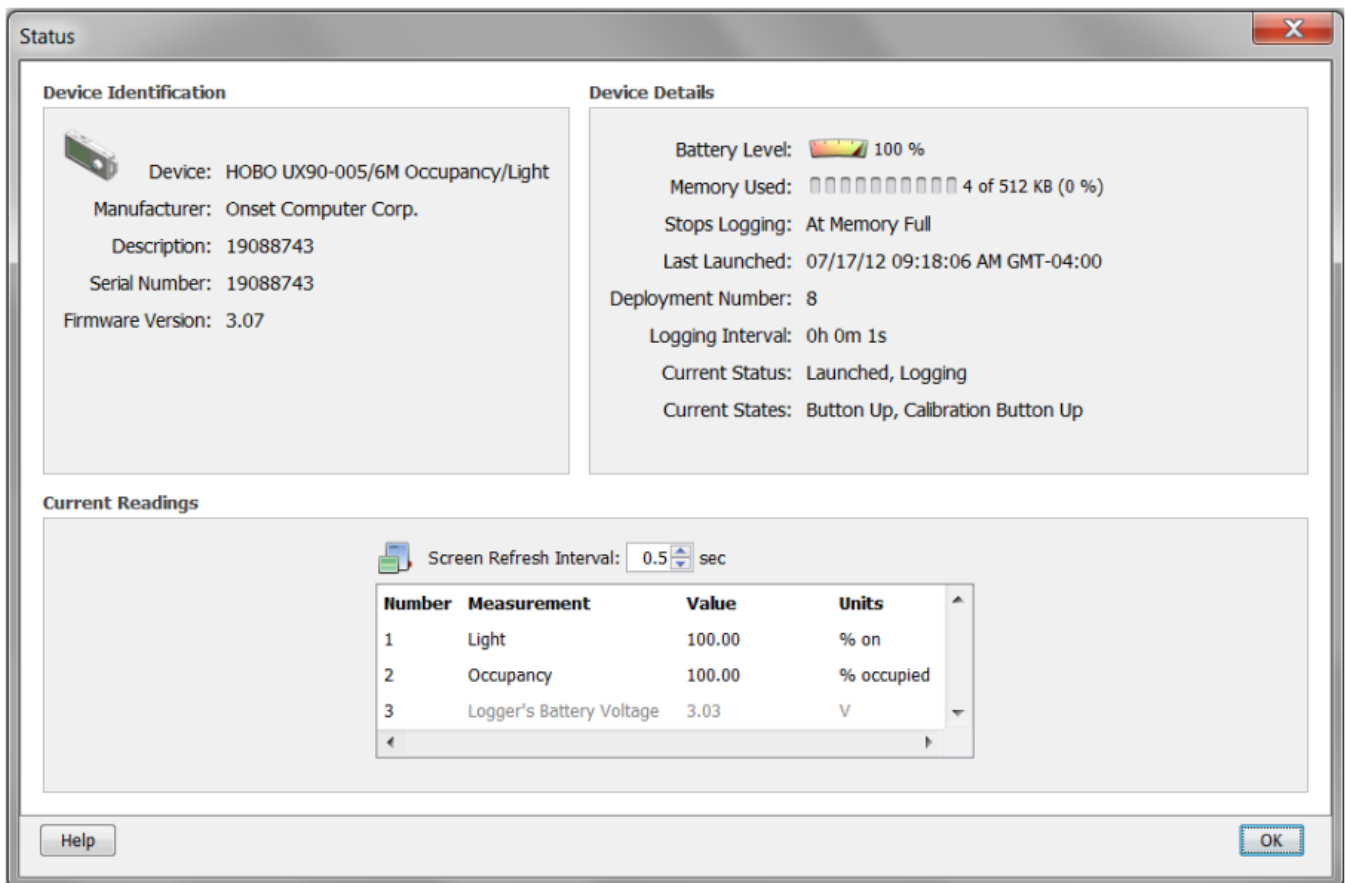 Status
Device Identification
Device: HOBO UX90-005/6M Occupancy/Light
Manufacturer: Onset Computer Corp.
Description: 19088743
Serial Number: 19088743
Firmware Version: 3.07
Device Details
Battery Level: 100 %
Memory Used: 4 of 512 KB (0 %)
Stops Logging: At Memory Full
Last Launched: 07/17/12 09:18:06 AM GMT-04:00
Deployment Number: 8
Logging Interval: 0h 0m 1s
Current Status: Launched, Logging
Current States: Button Up, Calibration Button Up
Current Readings
Screen Refresh Interval: 0.5 sec
Number Measurement Value Units
1 Light 100.00 % on
2 Occupancy 100.00 % occupied
3 Logger's Battery Voltage 3.03 V
Help OK